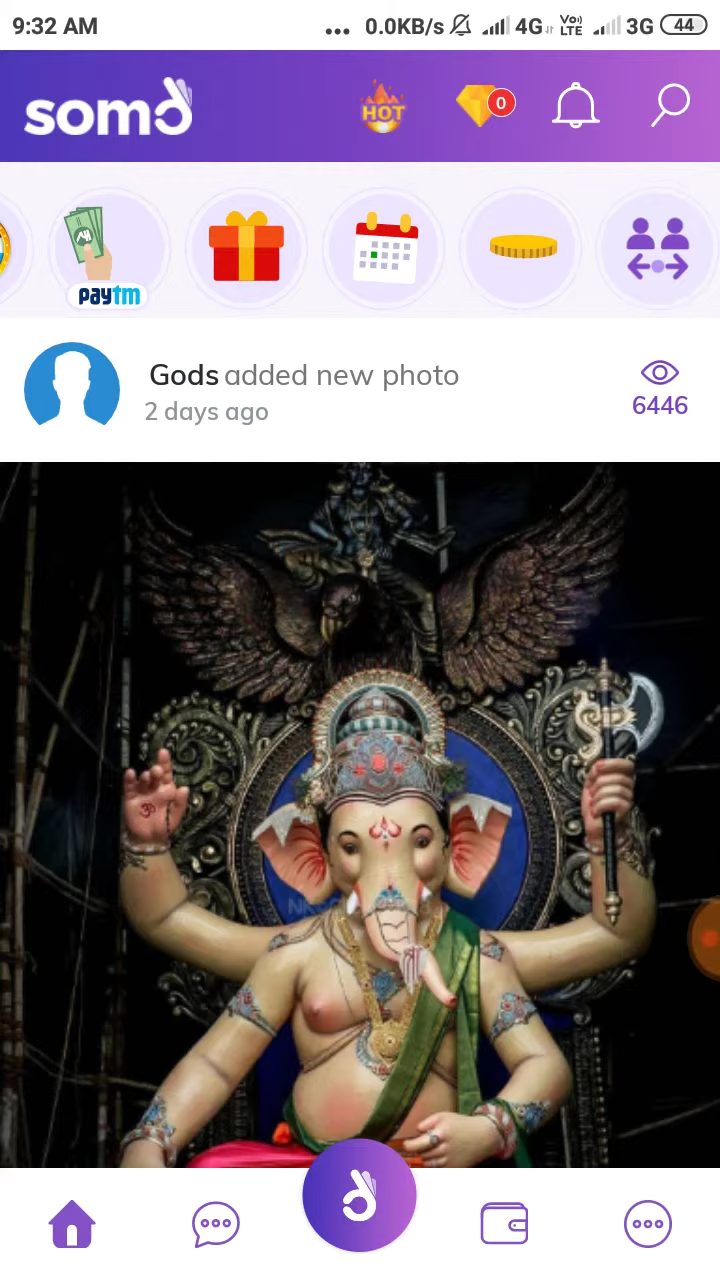 9:32 AM ... 0.0KB/s 4G Vo) LTE 3G 44
somo
HOT
0
paytm
Gods added new photo
2 days ago
6446
ॐ